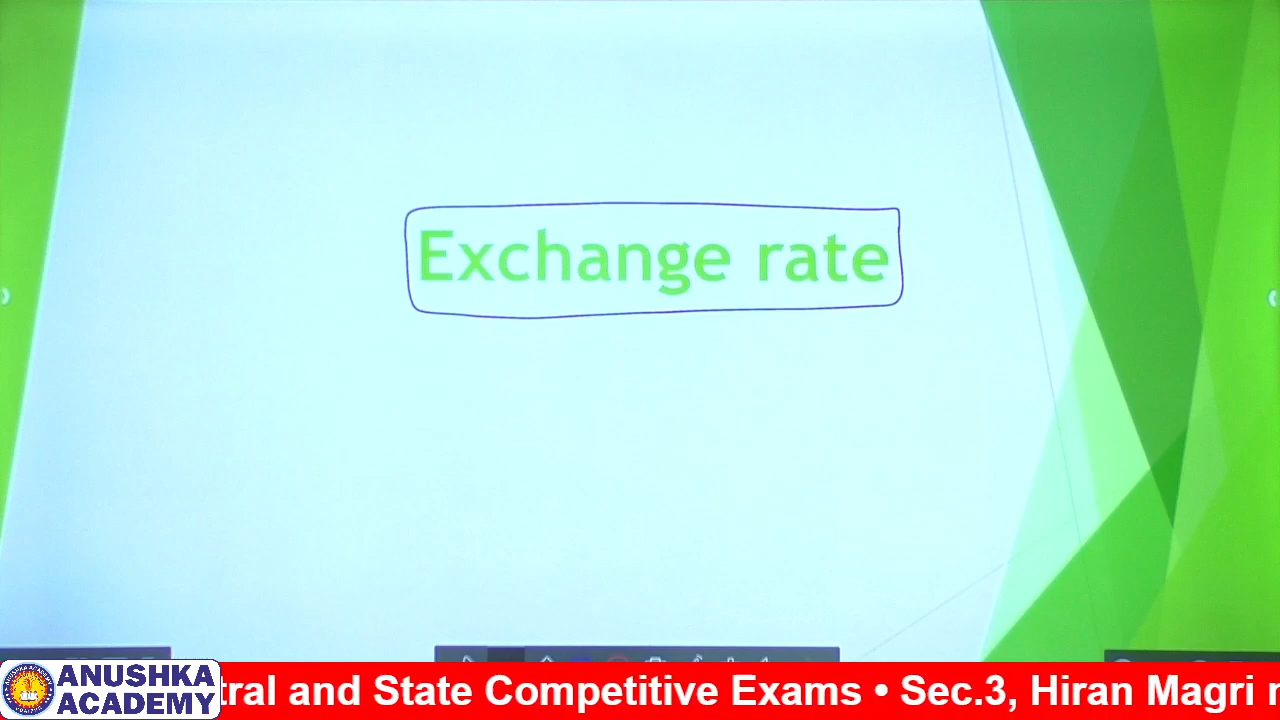 Exchange rate
ANUSHKA
ACADEMY
tral and State Competitive Exams • Sec.3, Hiran Magri